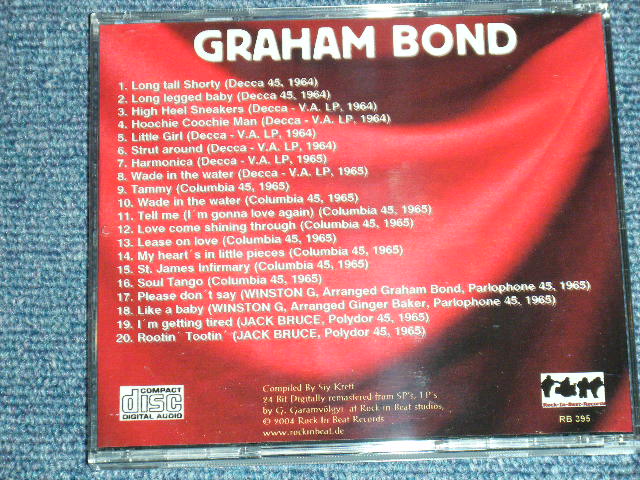 GRAHAM BOND
1. Long tall Shorty (Decca 45, 1964)
2. Long legged baby (Decca 45, 1964)
3. High Heel Sneakers (Decca - V.A. LP, 1964)
4. Hoochie Coochie Man (Decca - V.A. LP, 1964)
5. Little Girl (Decca - V.A. LP, 1964)
6. Strut around (Decca - V.A. LP, 1964)
7. Harmonica (Decca - V.A. LP, 1965)
8. Wade in the water (Decca - V.A. LP, 1965)
9. Tammy (Columbia 45, 1965)
10. Wade in the water (Columbia 45, 1965)
11. Tell me (I´m gonna love again) (Columbia 45, 1965)
12. Love come shining through (Columbia 45, 1965)
13. Lease on love (Columbia 45, 1965)
14. My heart´s in little pieces (Columbia 45, 1965)
15. St. James Infirmary (Columbia 45, 1965)
16. Soul Tango (Columbia 45, 1965)
17. Please don´t say (WINSTON G, Arranged Graham Bond, Parlophone 45, 1965)
18. Like a baby (WINSTON G, Arranged Ginger Baker, Parlophone 45, 1965)
19. I´m getting tired (JACK BRUCE, Polydor 45, 1965)
20. Rootin´ Tootin´ (JACK BRUCE, Polydor 45, 1965)
COMPACT
disc
DIGITAL AUDIO
Compiled By Siy Krett
24 Bit Digitally remastered from SP's, LP's
by G. Garamvölgyi at Rock in Beat studios,
© 2004 Rock In Beat Records
www.rockinbeat.de
Rock-In-Beat-Records
RB 395